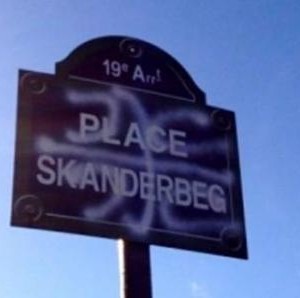 19e Arrt
PLACE
SKANDERBEG